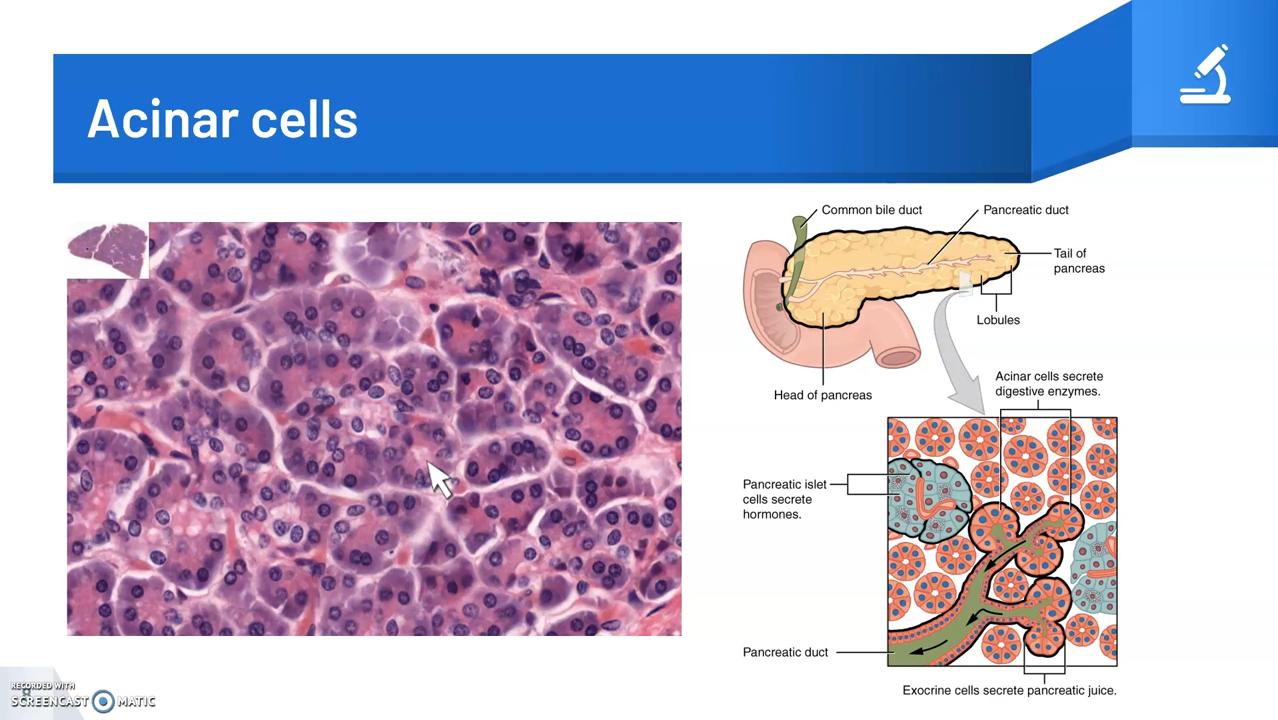 Acinar cells
Common bile duct
Pancreatic duct
Tail of
pancreas
Lobules
Head of pancreas
Acinar cells secrete
digestive enzymes.
Pancreatic islet
cells secrete
hormones.
Pancreatic duct
Exocrine cells secrete pancreatic juice.
RECORDED WITH
SCREENCAST MATIC